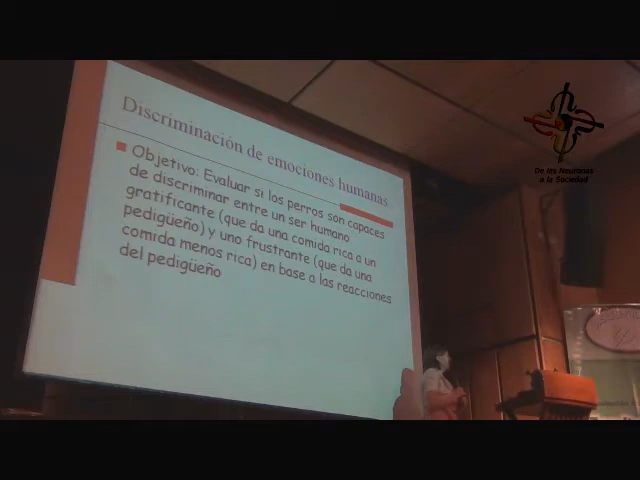 Discriminación de emociones humanas
Objetivo: Evaluar si los perros son capaces
de discriminar entre un ser humano
gratificante (que da una comida rica a un
pedigüeño) y uno frustrante (que da una
comida menos rica) en base a las reacciones
del pedigüeño
De las Neuronas
a la Sociedad